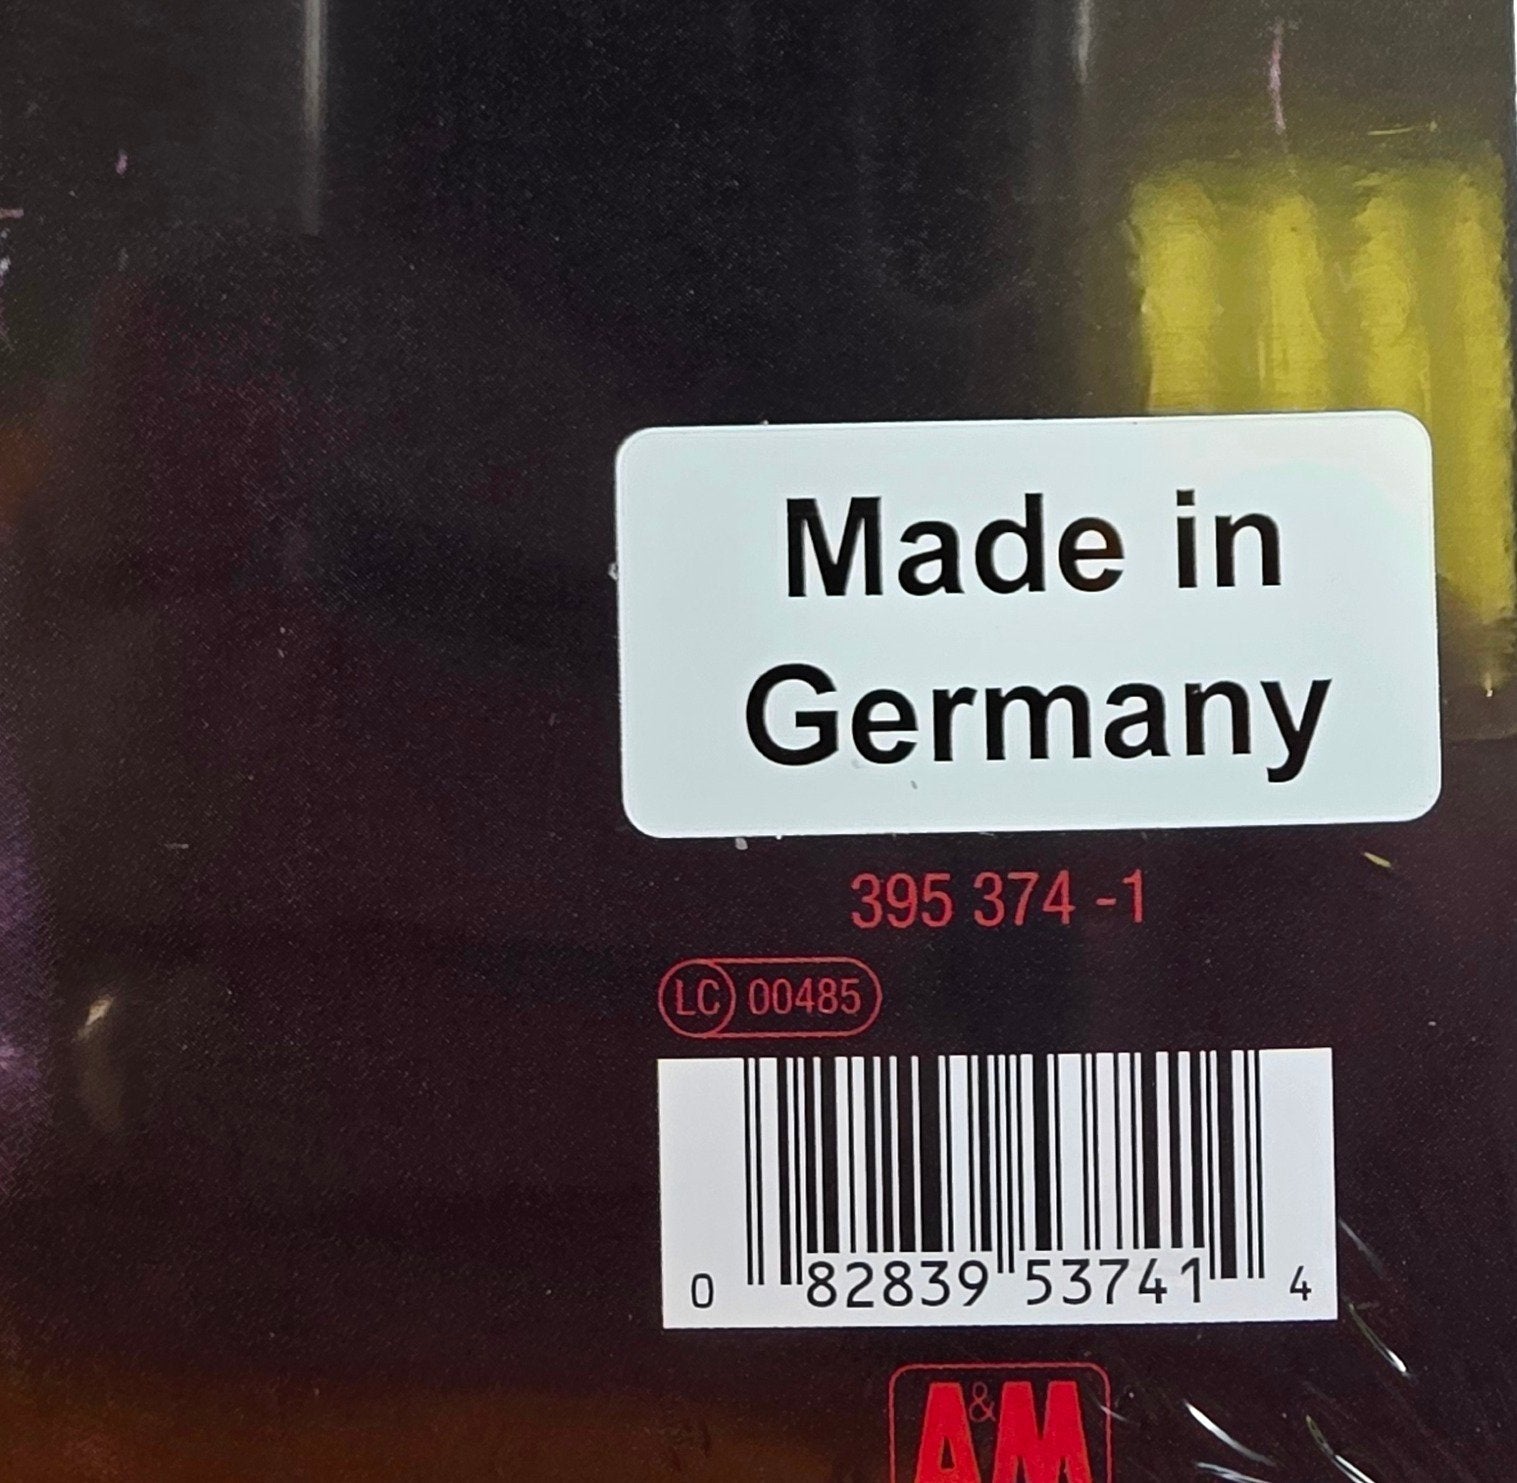 Made in
Germany
395 374 -1
LC 00485
0 82839 53741 4
A&M